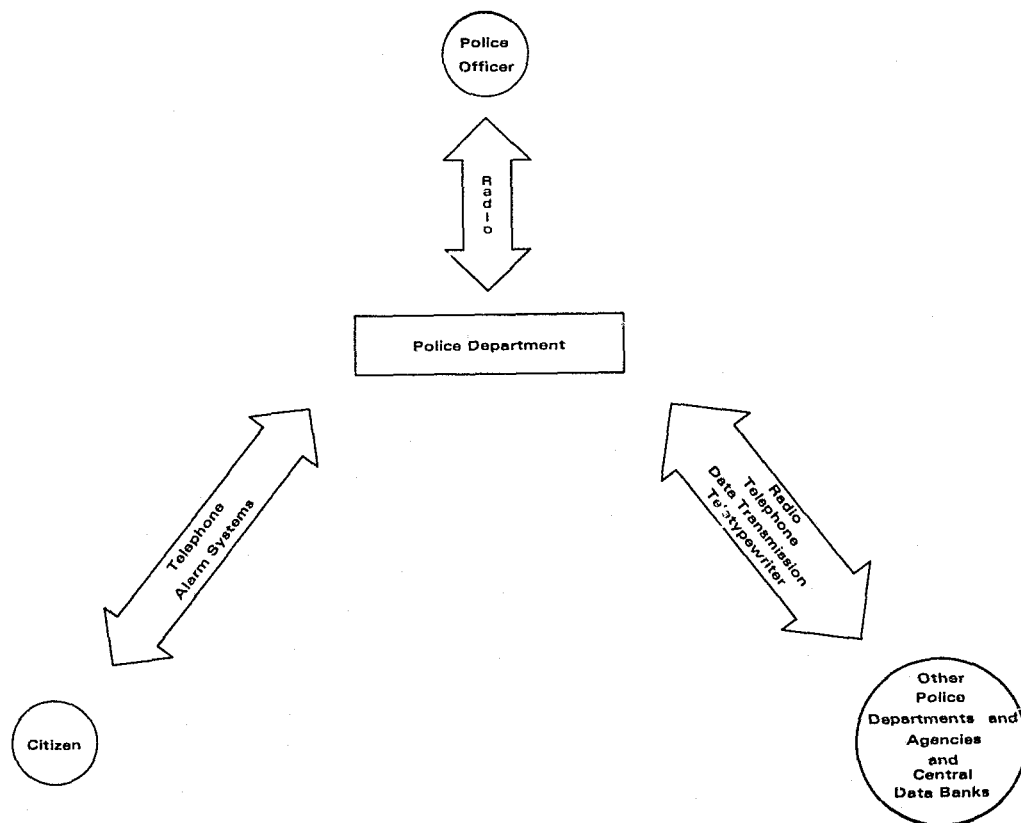 Police
Officer
Radio
Police Department
Telephone
Alarm Systems
Radio
Telephone
Data Transmission
Teletypewriter
Citizen
Other
Police
Departments and
Agencies
and
Central
Data Banks